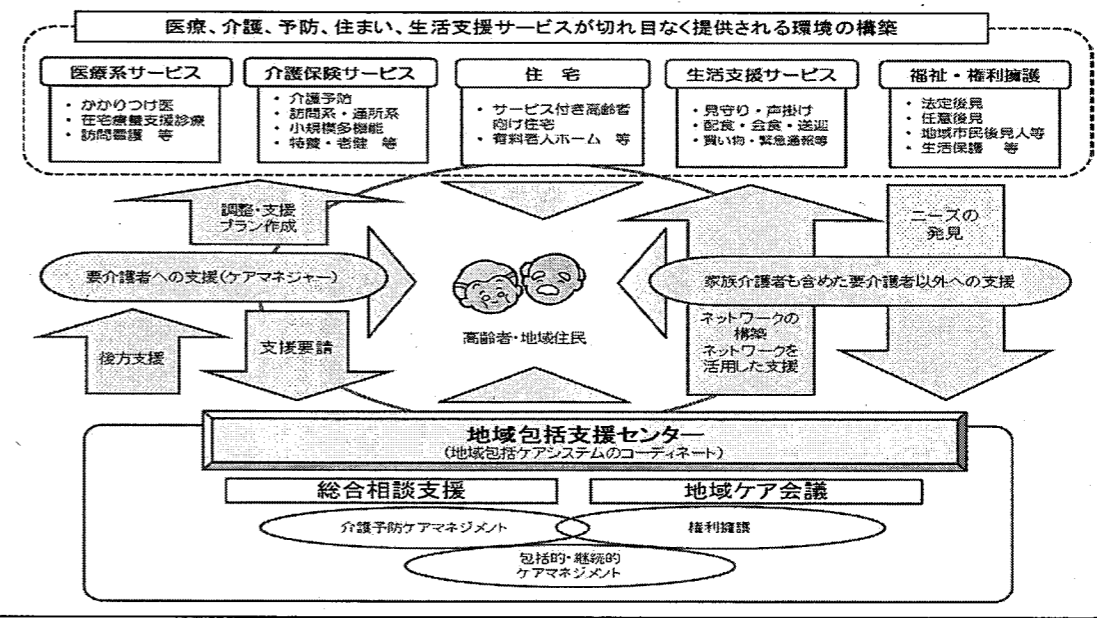 医療、介護、予防、住まい、生活支援サービスが切れ目なく提供される環境の構築
医療系サービス
・かかりつけ医
・在宅療養支援診療
・訪問看護 等
介護保険サービス
・介護予防
・訪問系・通所系
・小規模多機能
・特養・老健 等
住宅
・サービス付き高齢者
向け住宅
・有料老人ホーム 等
生活支援サービス
・見守り・声掛け
・配食・会食・送迎
・買い物・緊急通報等
福祉・権利擁護
・法定後見
・任意後見
・地域市民後見人等
・生活保護 等
調整・支援
プラン作成
ニーズの
発見
要介護者への支援(ケアマネジャー)
家族介護者も含めた要介護者以外への支援
高齢者・地域住民
後方支援
支援要請
ネットワークの
構築
ネットワークを
活用した支援
地域包括支援センター
(地域包括ケアシステムのコーディネート)
総合相談支援
地域ケア会議
介護予防ケアマネジメント
権利擁護
包括的・継続的
ケアマネジメント